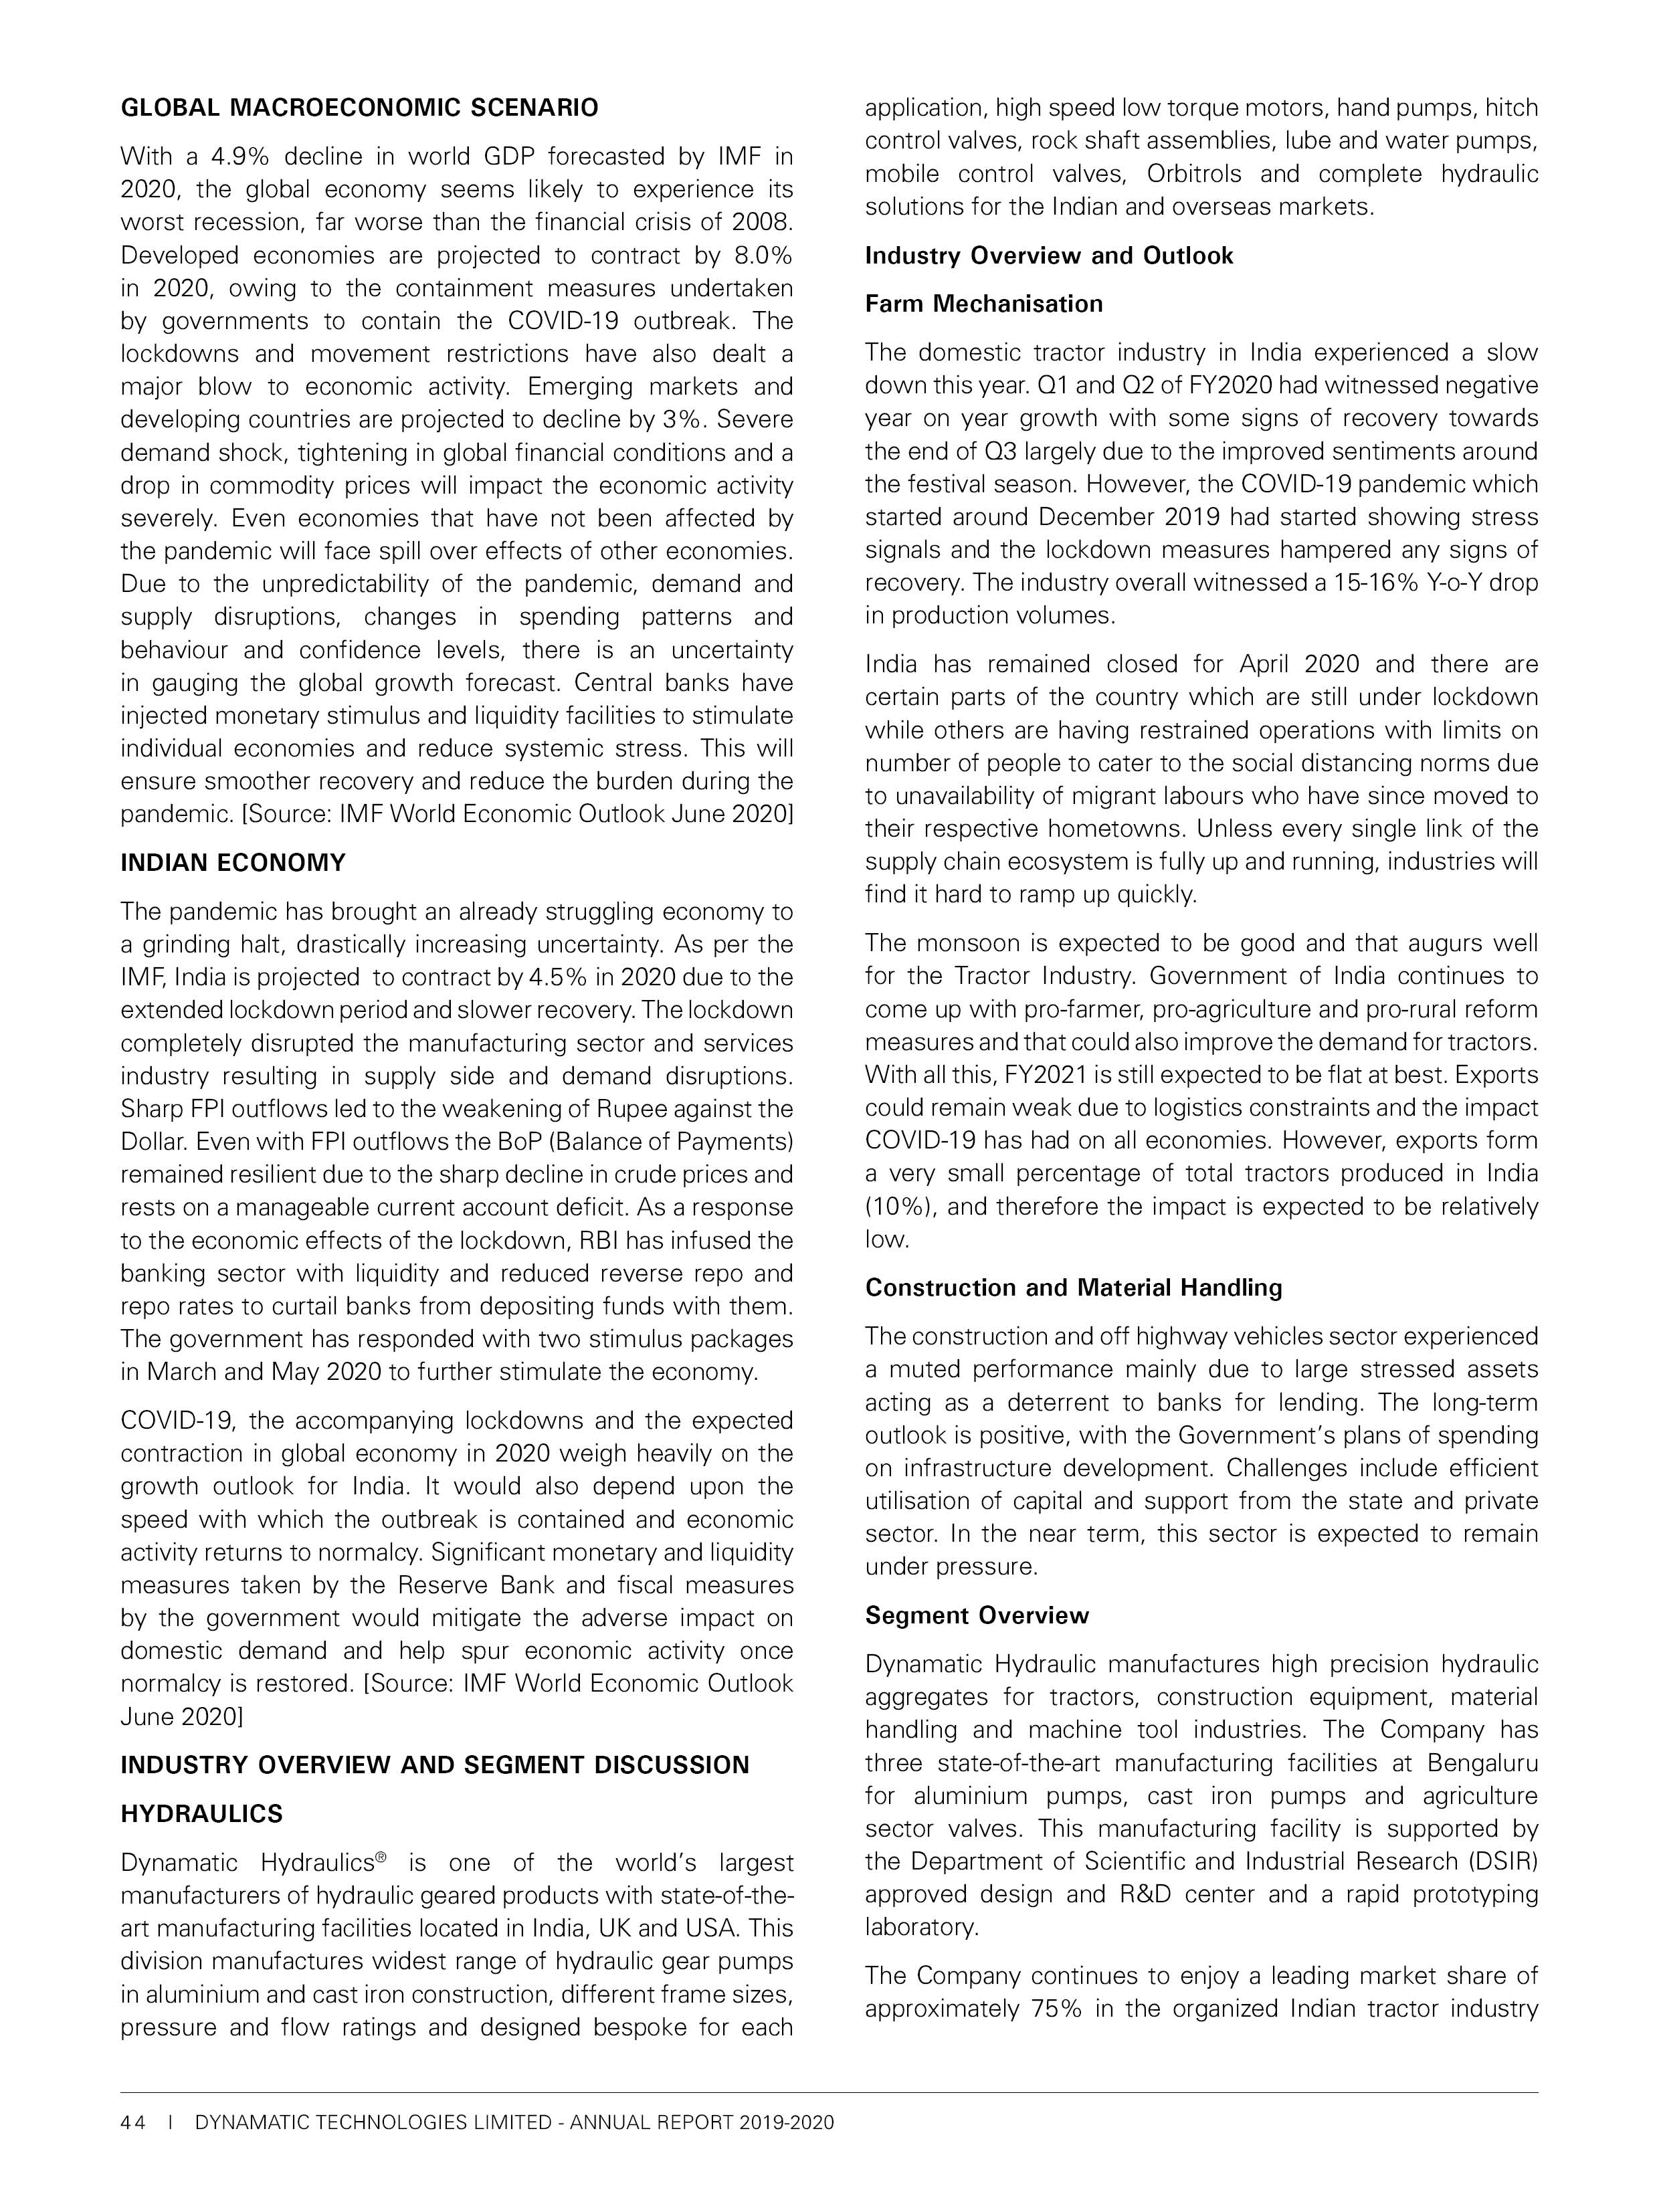 GLOBAL MACROECONOMIC SCENARIO
With a 4.9% decline in world GDP forecasted by IMF in
2020, the global economy seems likely to experience its
worst recession, far worse than the financial crisis of 2008.
Developed economies are projected to contract by 8.0%
in 2020, owing to the containment measures undertaken
by governments to contain the COVID-19 outbreak. The
lockdowns and movement restrictions have also dealt a
major blow to economic activity. Emerging markets and
developing countries are projected to decline by 3%. Severe
demand shock, tightening in global financial conditions and a
drop in commodity prices will impact the economic activity
severely. Even economies that have not been affected by
the pandemic will face spill over effects of other economies.
Due to the unpredictability of the pandemic, demand and
supply disruptions, changes in spending patterns and
behaviour and confidence levels, there is an uncertainty
in gauging the global growth forecast. Central banks have
injected monetary stimulus and liquidity facilities to stimulate
individual economies and reduce systemic stress. This will
ensure smoother recovery and reduce the burden during the
pandemic. [Source: IMF World Economic Outlook June 2020]
INDIAN ECONOMY
The pandemic has brought an already struggling economy to
a grinding halt, drastically increasing uncertainty. As per the
IMF, India is projected to contract by 4.5% in 2020 due to the
extended lockdown period and slower recovery. The lockdown
completely disrupted the manufacturing sector and services
industry resulting in supply side and demand disruptions.
Sharp FPI outflows led to the weakening of Rupee against the
Dollar. Even with FPI outflows the BoP (Balance of Payments)
remained resilient due to the sharp decline in crude prices and
rests on a manageable current account deficit. As a response
to the economic effects of the lockdown, RBI has infused the
banking sector with liquidity and reduced reverse repo and
repo rates to curtail banks from depositing funds with them.
The government has responded with two stimulus packages
in March and May 2020 to further stimulate the economy.
COVID-19, the accompanying lockdowns and the expected
contraction in global economy in 2020 weigh heavily on the
growth outlook for India. It would also depend upon the
speed with which the outbreak is contained and economic
activity returns to normalcy. Significant monetary and liquidity
measures taken by the Reserve Bank and fiscal measures
by the government would mitigate the adverse impact on
domestic demand and help spur economic activity once
normalcy is restored. [Source: IMF World Economic Outlook
June 2020]
INDUSTRY OVERVIEW AND SEGMENT DISCUSSION
HYDRAULICS
Dynamatic Hydraulics® is one of the world's largest
manufacturers of hydraulic geared products with state-of-the-
art manufacturing facilities located in India, UK and USA. This
division manufactures widest range of hydraulic gear pumps
in aluminium and cast iron construction, different frame sizes,
pressure and flow ratings and designed bespoke for each
application, high speed low torque motors, hand pumps, hitch
control valves, rock shaft assemblies, lube and water pumps,
mobile control valves, Orbitrols and complete hydraulic
solutions for the Indian and overseas markets.
Industry Overview and Outlook
Farm Mechanisation
The domestic tractor industry in India experienced a slow
down this year. Q1 and Q2 of FY2020 had witnessed negative
year on year growth with some signs of recovery towards
the end of Q3 largely due to the improved sentiments around
the festival season. However, the COVID-19 pandemic which
started around December 2019 had started showing stress
signals and the lockdown measures hampered any signs of
recovery. The industry overall witnessed a 15-16% Y-o-Y drop
in production volumes.
India has remained closed for April 2020 and there are
certain parts of the country which are still under lockdown
while others are having restrained operations with limits on
number of people to cater to the social distancing norms due
to unavailability of migrant labours who have since moved to
their respective hometowns. Unless every single link of the
supply chain ecosystem is fully up and running, industries will
find it hard to ramp up quickly.
The monsoon is expected to be good and that augurs well
for the Tractor Industry. Government of India continues to
come up with pro-farmer, pro-agriculture and pro-rural reform
measures and that could also improve the demand for tractors.
With all this, FY2021 is still expected to be flat at best. Exports
could remain weak due to logistics constraints and the impact
COVID-19 has had on all economies. However, exports form
a very small percentage of total tractors produced in India
(10%), and therefore the impact is expected to be relatively
low.
Construction and Material Handling
The construction and off highway vehicles sector experienced
a muted performance mainly due to large stressed assets
acting as a deterrent to banks for lending. The long-term
outlook is positive, with the Government's plans of spending
on infrastructure development. Challenges include efficient
utilisation of capital and support from the state and private
sector. In the near term, this sector is expected to remain
under pressure.
Segment Overview
Dynamatic Hydraulic manufactures high precision hydraulic
aggregates for tractors, construction equipment, material
handling and machine tool industries. The Company has
three state-of-the-art manufacturing facilities at Bengaluru
for aluminium pumps, cast iron pumps and agriculture
sector valves. This manufacturing facility is supported by
the Department of Scientific and Industrial Research (DSIR)
approved design and R&D center and a rapid prototyping
laboratory.
The Company continues to enjoy a leading market share of
approximately 75% in the organized Indian tractor industry
44 I DYNAMATIC TECHNOLOGIES LIMITED - ANNUAL REPORT 2019-2020